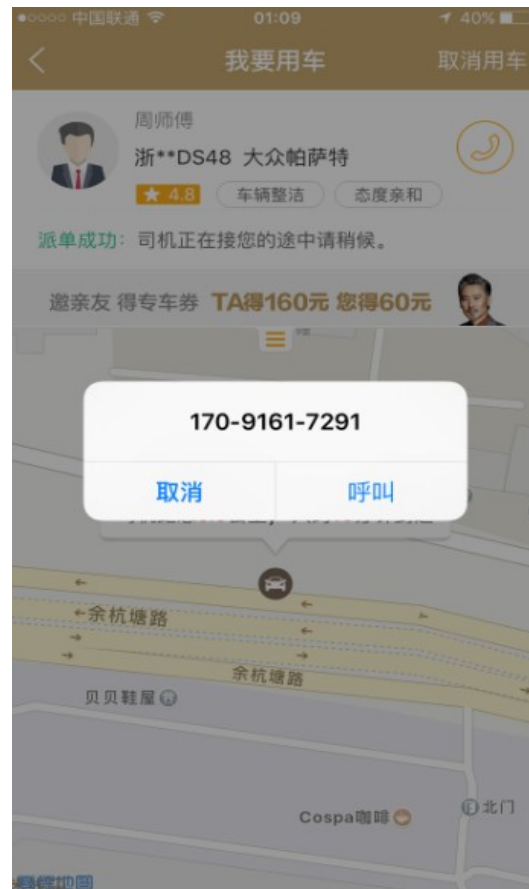 中国联通 01:09 40%
我要用车 取消用车
周师傅
浙**DS48 大众帕萨特
★ 4.8 车辆整洁 态度亲和
派单成功：司机正在接您的途中请稍候。
邀亲友 得专车券 TA得160元 您得60元
170-9161-7291
取消 呼叫
余杭塘路
余杭塘路
贝贝鞋屋
Cospa咖啡
北门
地图